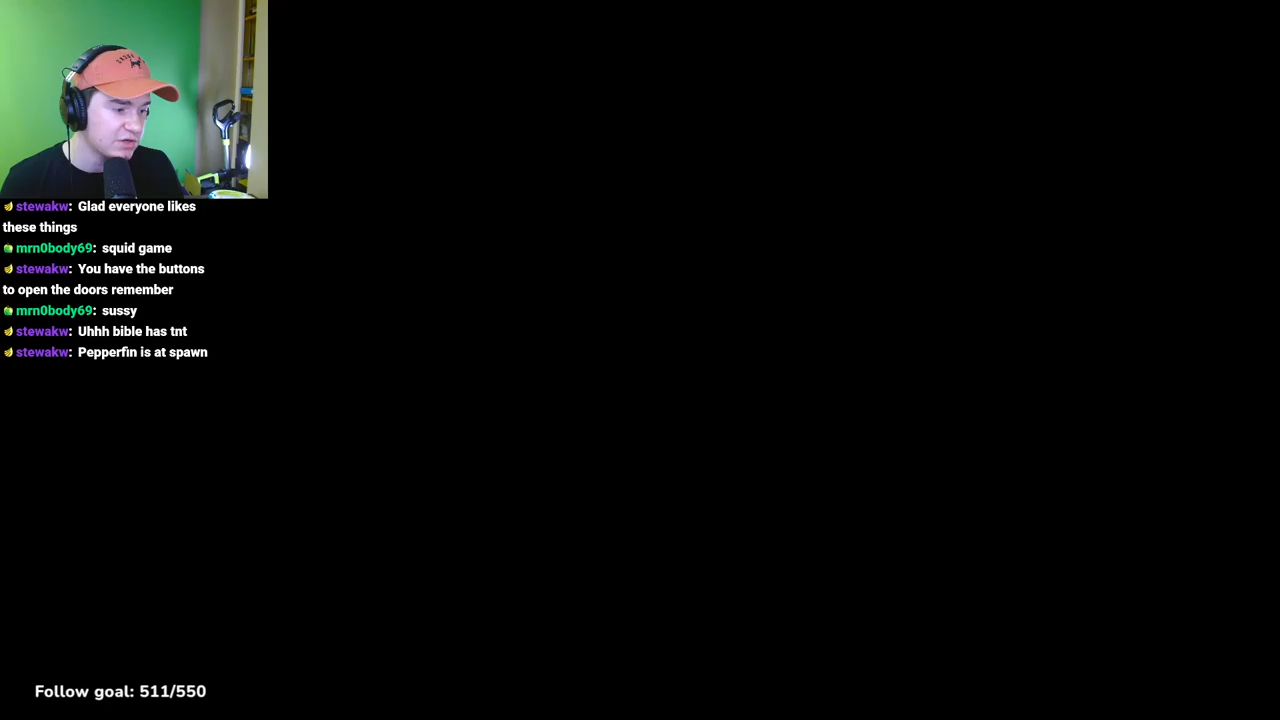 stewakw: Glad everyone likes
these things
mrn0body69: squid game
stewakw: You have the buttons
to open the doors remember
mrn0body69: sussy
stewakw: Uhhh bible has tnt
stewakw: Pepperfin is at spawn
Follow goal: 511/550